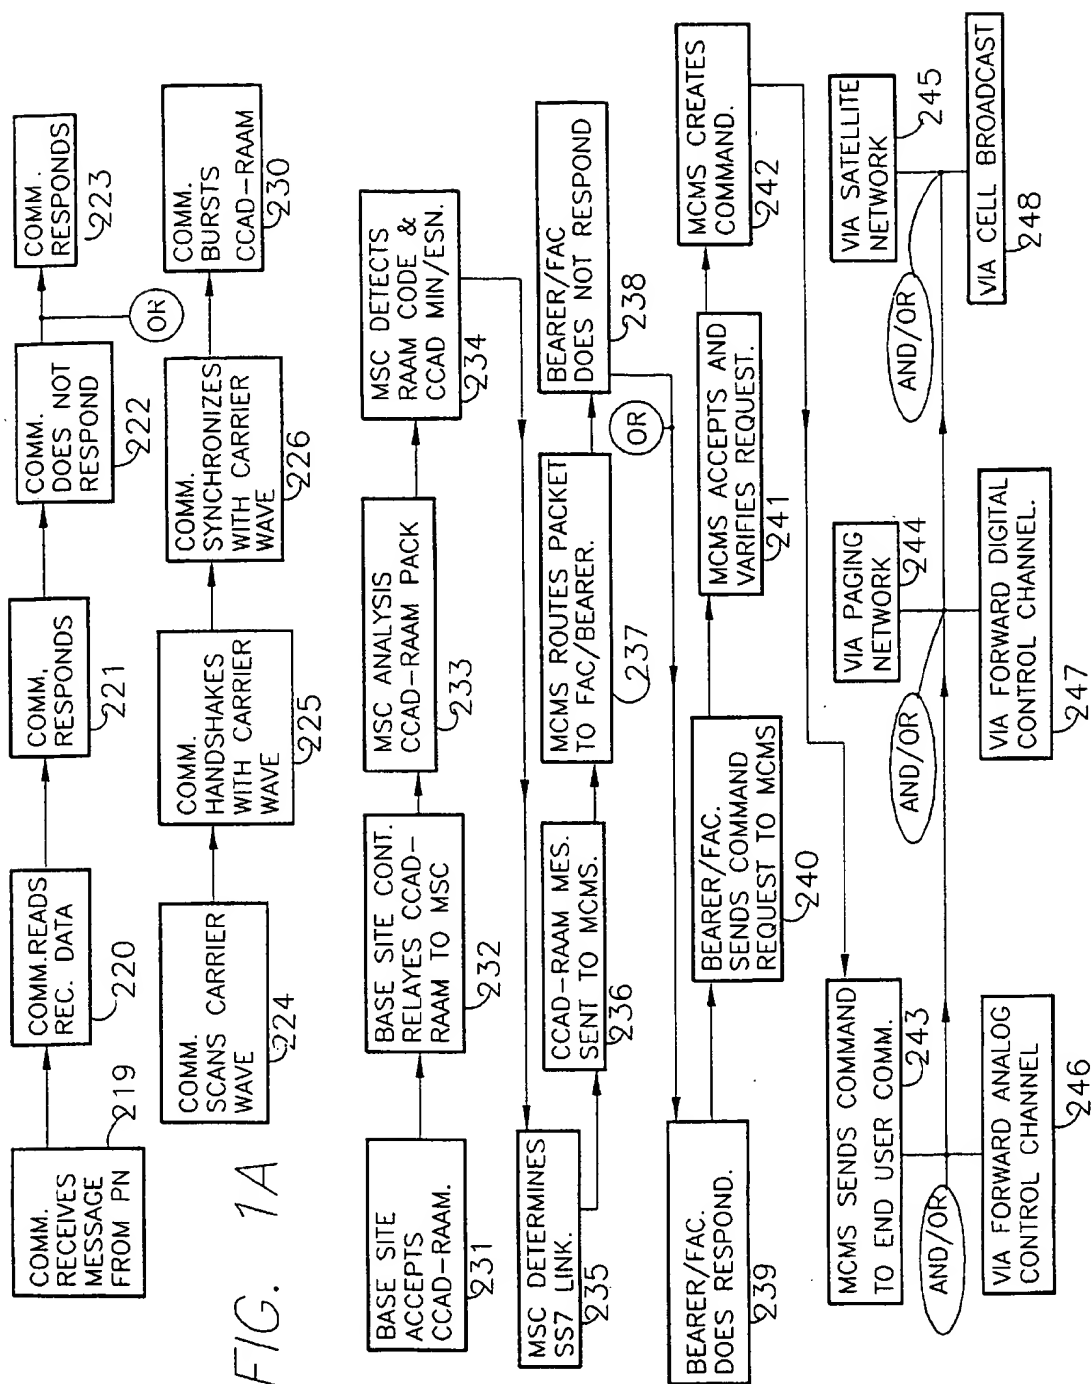 COMM.
RECEIVES
MESSAGE
FROM PN
219
COMM.READS
REC. DATA
220
COMM,
RESPONDS
221
COMM.
DOES NOT
RESPOND
222
OR
COMM.
RESPONDS
223
COMM.
SCANS CARRIER
WAVE
224
COMM.
HANDSHAKES
WITH CARRIER
WAVE
225
COMM.
SYNCHRONIZES
WITH CARRIER
WAVE
226
COMM.
BURSTS
CCAD-RAAM
230
FIG. 1A
BASE SITE
ACCEPTS
CCAD-RAAM.
231
BASE SITE CONT.
RELAYES CCAD-
RAAM TO MSC
232
MSC ANALYSIS
CCAD-RAAM PACK
233
MSC DETECTS
RAAM CODE &
CCAD MIN/ESN.
234
MSC DETERMINES
SS7 LINK.
235
CCAD-RAAM MES.
SENT TO MCMS.
236
MCMS ROUTES PACKET
TO FAC/BEARER.
237
BEARER/FAC
DOES NOT RESPOND
238
OR
BEARER/FAC.
DOES RESPOND.
239
BEARER/FAC.
SENDS COMMAND
REQUEST TO MCMS
240
MCMS ACCEPTS AND
VARIFIES REQUEST.
241
MCMS CREATES
COMMAND.
242
MCMS SENDS COMMAND
TO END USER COMM.
243
VIA PAGING
NETWORK
244
VIA SATELLITE
NETWORK
245
AND/OR
AND/OR
AND/OR
VIA FORWARD ANALOG
CONTROL CHANNEL
246
VIA FORWARD DIGITAL
CONTROL CHANNEL.
247
VIA CELL BROADCAST
248